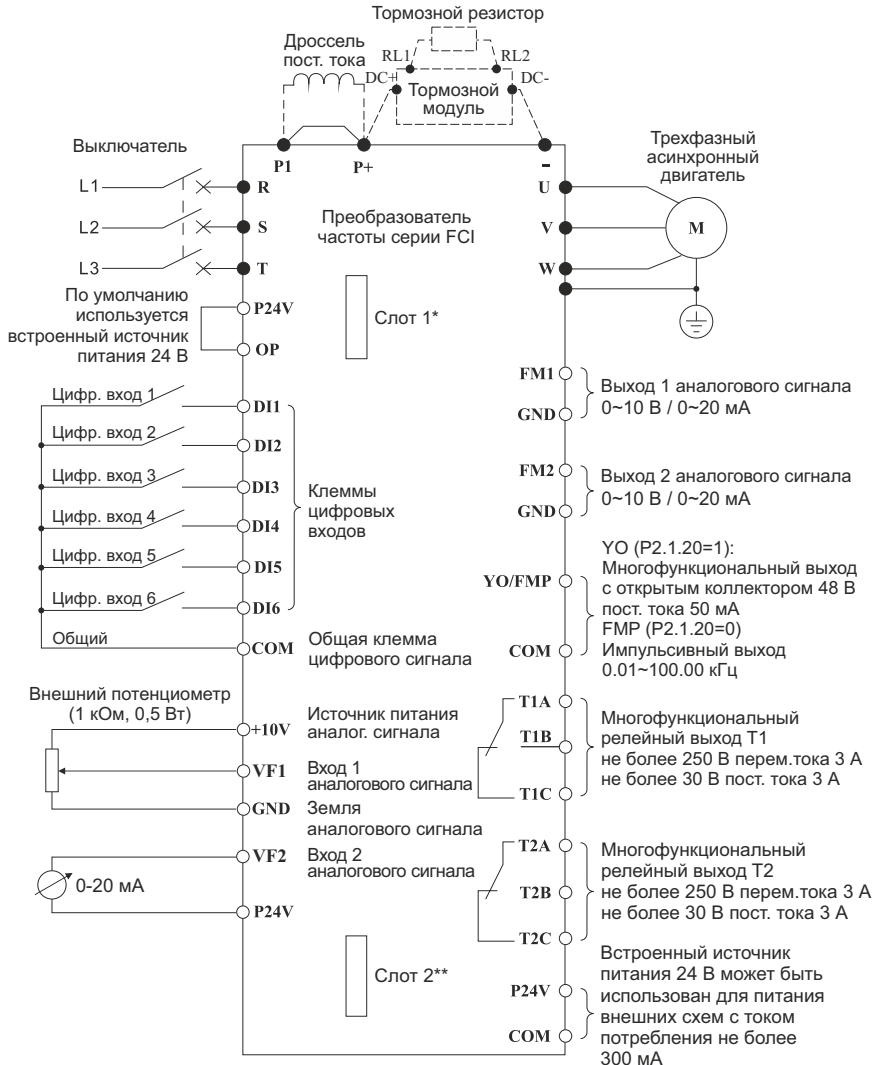 Тормозной резистор
Дроссель
пост. тока
RL1
RL2
DC+
DC-
Тормозной
модуль
Выключатель
P1
P+
-
Трехфазный
асинхронный
двигатель
L1
R
U
L2
S
V
M
L3
T
W
Преобразователь
частоты серии FCI
По умолчанию
используется
встроенный источник
питания 24 В
P24V
OP
Слот 1*
Цифр. вход 1
DI1
Цифр. вход 2
DI2
Цифр. вход 3
DI3
Цифр. вход 4
DI4
Цифр. вход 5
DI5
Цифр. вход 6
DI6
Клеммы
цифровых
входов
Общий
COM
Общая клемма
цифрового сигнала
Внешний потенциометр
(1 кОм, 0,5 Вт)
+10V
Источник питания
аналог. сигнала
VF1
Вход 1
аналогового сигнала
GND
Земля
аналогового сигнала
VF2
Вход 2
аналогового сигнала
0-20 мА
P24V
Слот 2**
FM1
GND
Выход 1 аналогового сигнала
0~10 В / 0~20 мА
FM2
GND
Выход 2 аналогового сигнала
0~10 В / 0~20 мА
YO/FMP
COM
YO (P2.1.20=1):
Многофункциональный выход
с открытым коллектором 48 В
пост. тока 50 мА
FMP (P2.1.20=0)
Импульсивный выход
0.01~100.00 кГц
T1A
T1B
T1C
Многофункциональный
релейный выход Т1
не более 250 В перем.тока 3 А
не более 30 В пост. тока 3 А
T2A
T2B
T2C
Многофункциональный
релейный выход Т2
не более 250 В перем.тока 3 А
не более 30 В пост. тока 3 А
P24V
COM
Встроенный источник
питания 24 В может быть
использован для питания
внешних схем с током
потребления не более
300 мА